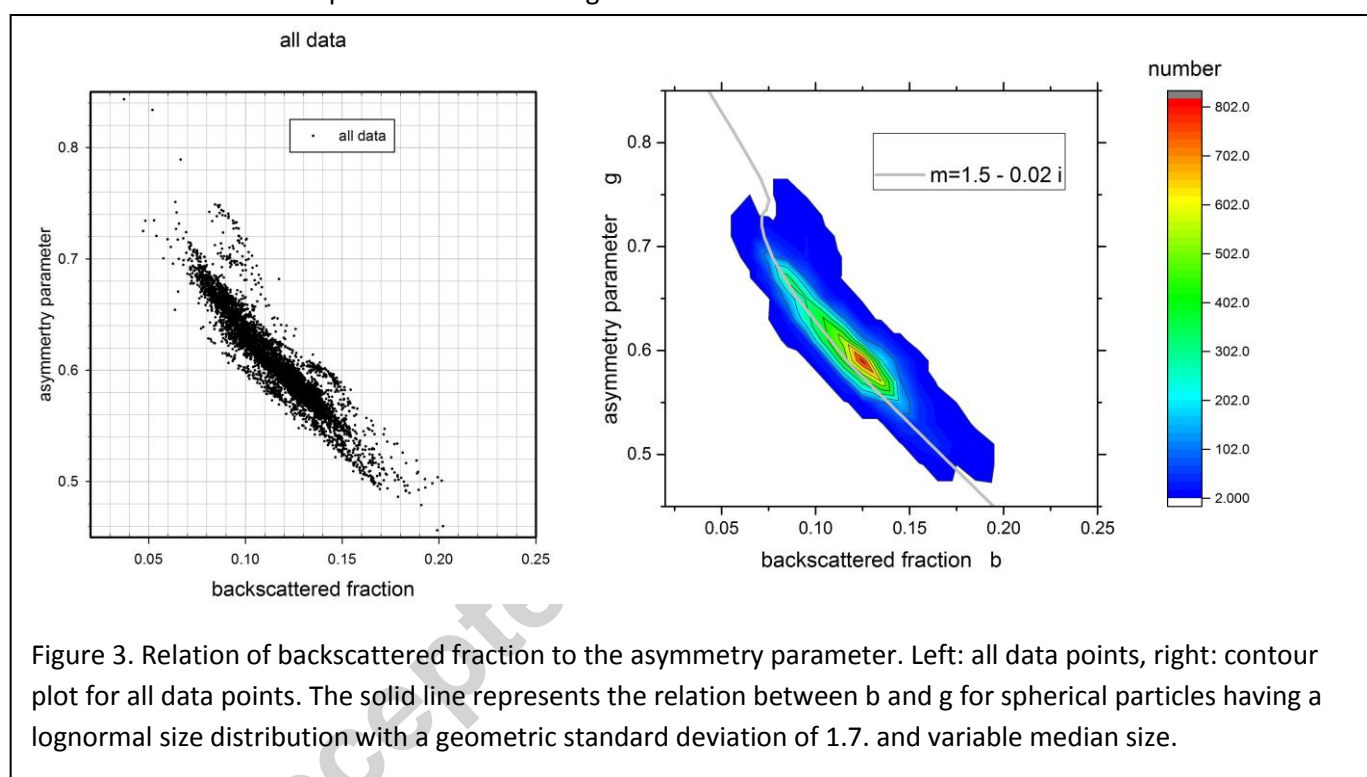 all data
asymmertry parameter
0.8
0.7
0.6
0.5
all data
0.05 0.10 0.15 0.20 0.25
backscattered fraction
asymmetry parameter g
0.8
0.7
0.6
0.5
m=1.5 - 0.02 i
0.05 0.10 0.15 0.20 0.25
backscattered fraction b
number
802.0
702.0
602.0
502.0
402.0
302.0
202.0
102.0
2.000
Figure 3. Relation of backscattered fraction to the asymmetry parameter. Left: all data points, right: contour
plot for all data points. The solid line represents the relation between b and g for spherical particles having a
lognormal size distribution with a geometric standard deviation of 1.7. and variable median size.